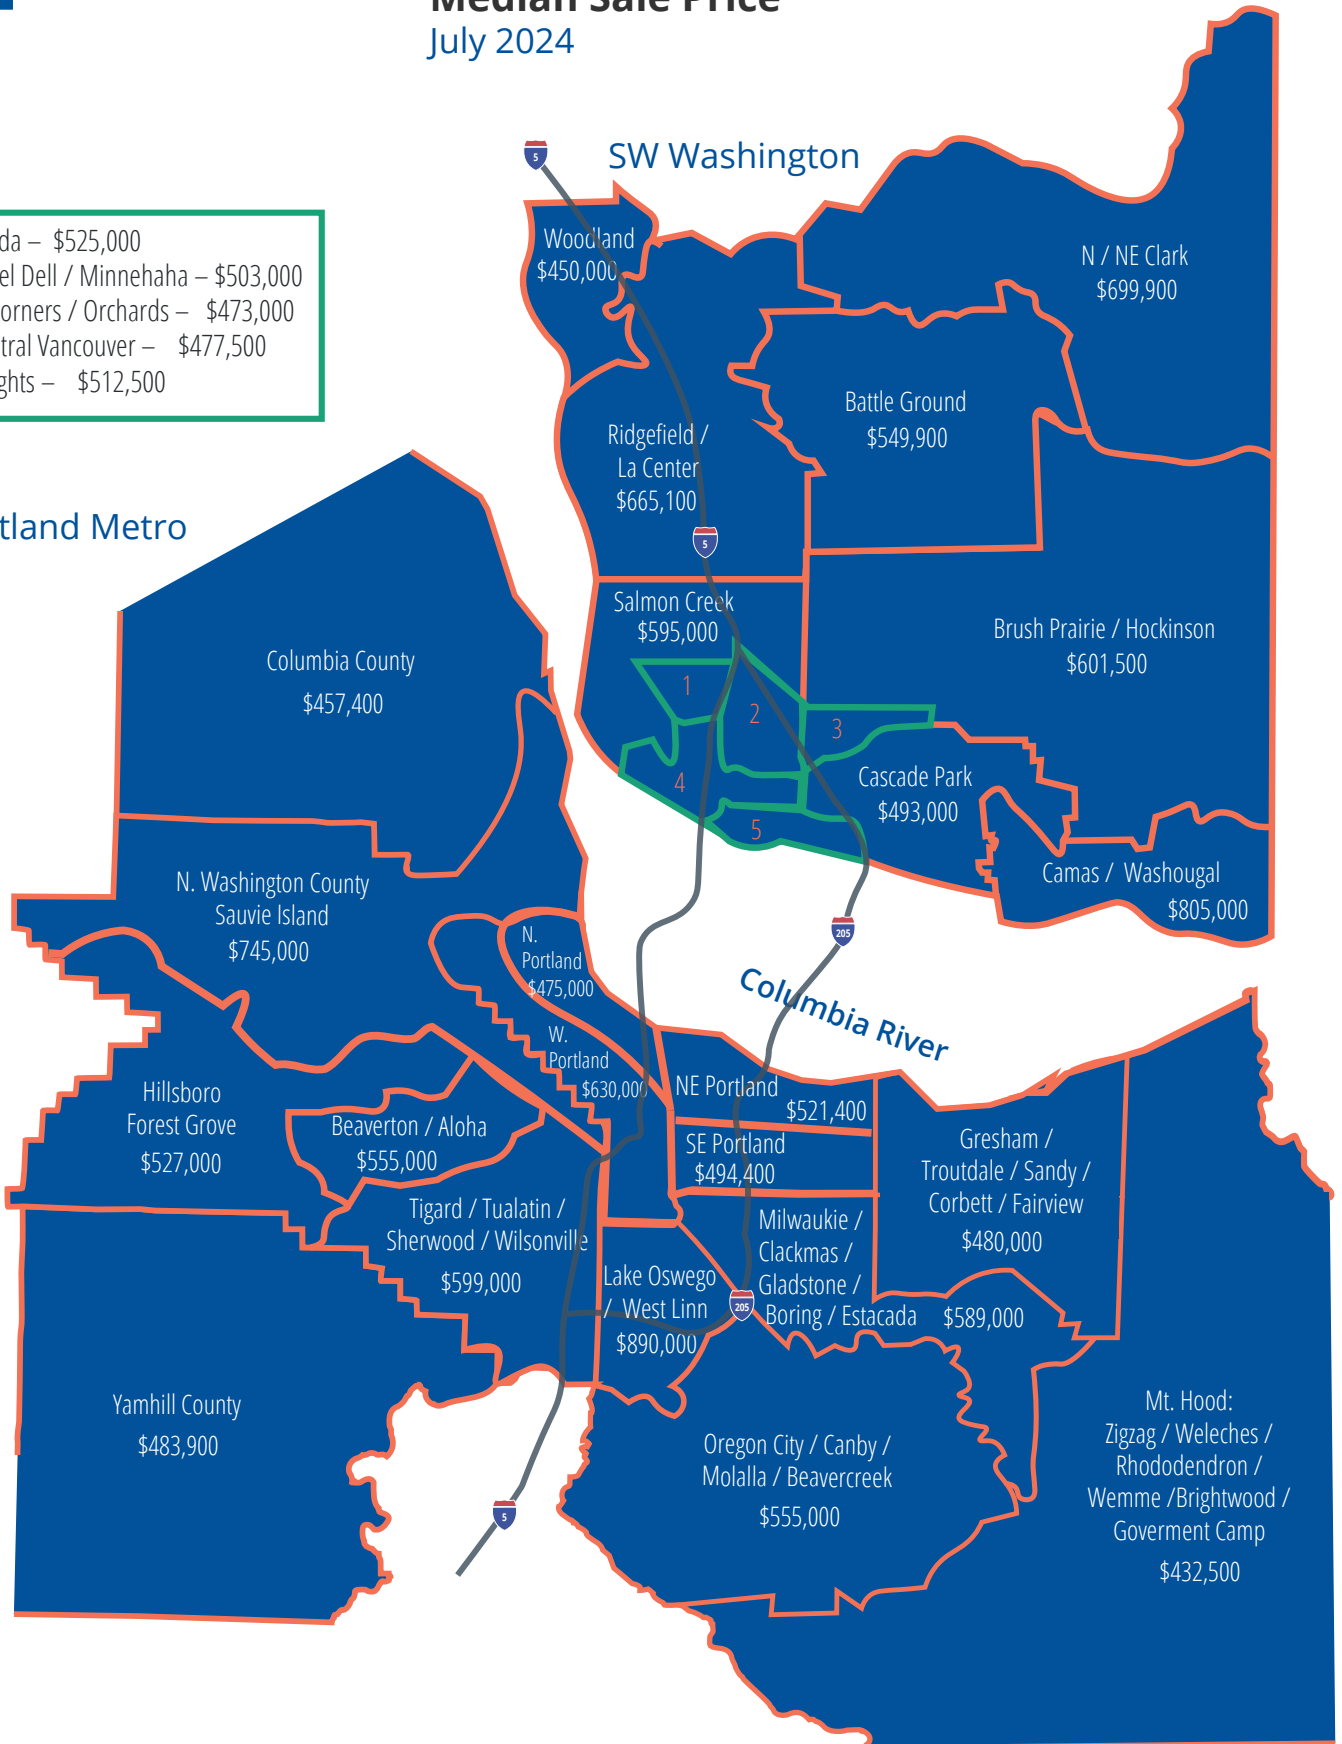 Median Sale Price
July 2024
SW Washington
da – $525,000
el Dell / Minnehaha – $503,000
orners / Orchards – $473,000
tral Vancouver – $477,500
ghts – $512,500
tland Metro
5
Woodland
$450,000
N / NE Clark
$699,900
Battle Ground
$549,900
Ridgefield /
La Center
$665,100
5
Salmon Creek
$595,000
Brush Prairie / Hockinson
$601,500
1
2
3
4
5
Cascade Park
$493,000
Camas / Washougal
$805,000
205
Columbia River
Columbia County
$457,400
N. Washington County
Sauvie Island
$745,000
N.
Portland
$475,000
W.
Portland
$630,000
NE Portland
$521,400
SE Portland
$494,400
Hillsboro
Forest Grove
$527,000
Beaverton / Aloha
$555,000
Tigard / Tualatin /
Sherwood / Wilsonville
$599,000
Gresham /
Troutdale / Sandy /
Corbett / Fairview
$480,000
Milwaukie /
Clackmas /
Gladstone /
Boring / Estacada $589,000
Lake Oswego
/ West Linn
$890,000
205
Yamhill County
$483,900
Oregon City / Canby /
Molalla / Beavercreek
$555,000
Mt. Hood:
Zigzag / Weleches /
Rhododendron /
Wemme /Brightwood /
Goverment Camp
$432,500
5